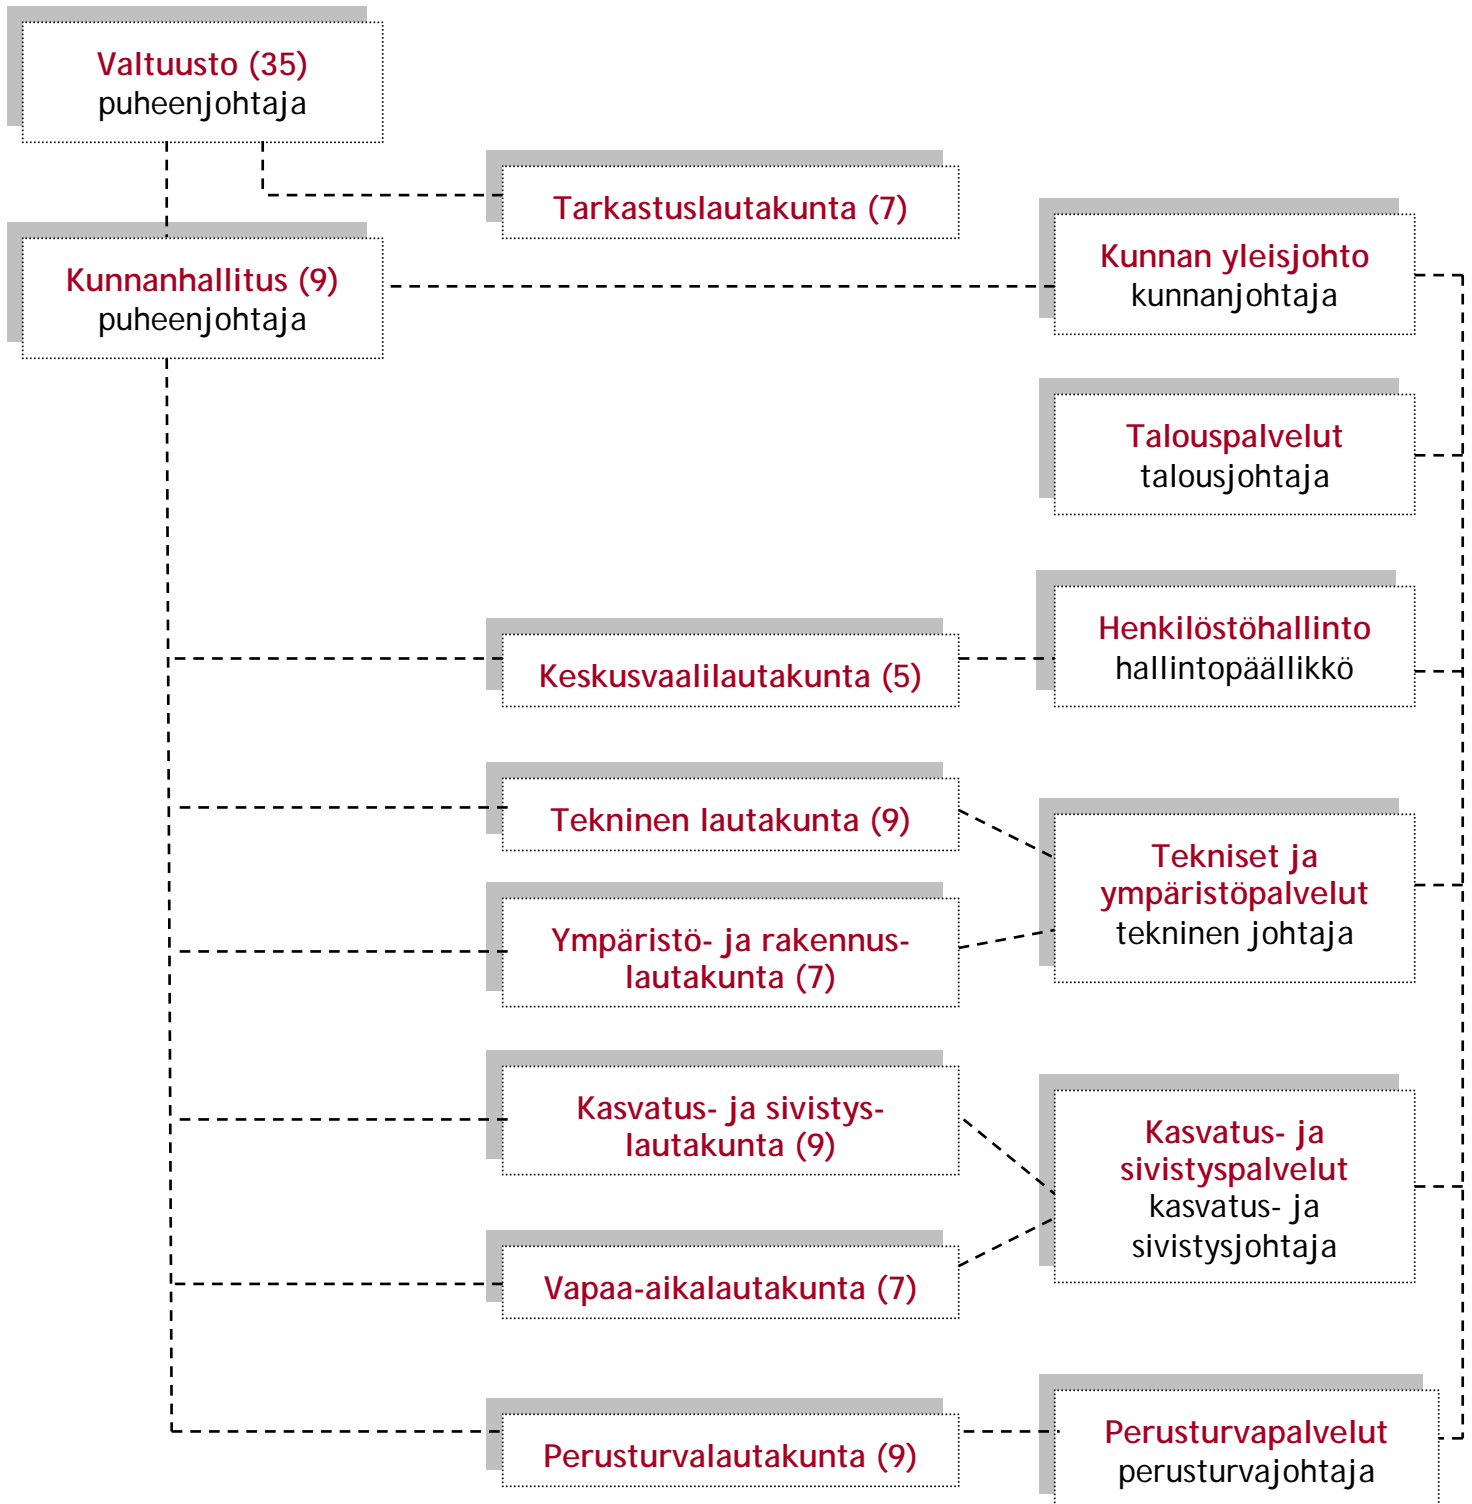 Valtuusto (35)
puheenjohtaja
Tarkastuslautakunta (7)
Kunnanhallitus (9)
puheenjohtaja
Kunnan yleisjohto
kunnanjohtaja
Talouspalvelut
talousjohtaja
Keskusvaalilautakunta (5)
Henkilöstöhallinto
hallintopäällikkö
Tekninen lautakunta (9)
Ympäristö- ja rakennus-
lautakunta (7)
Tekniset ja
ympäristöpalvelut
tekninen johtaja
Kasvatus- ja sivistys-
lautakunta (9)
Vapaa-aikalautakunta (7)
Kasvatus- ja
sivistyspalvelut
kasvatus- ja
sivistysjohtaja
Perusturvalautakunta (9)
Perusturvapalvelut
perusturvajohtaja